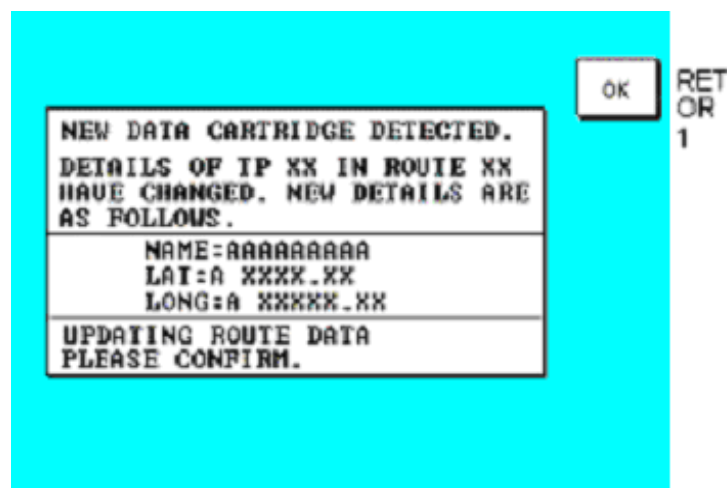 OK
RET
OR
1
NEW DATA CARTRIDGE DETECTED.
DETAILS OF TP XX IN ROUTE XX
HAVE CHANGED. NEW DETAILS ARE
AS FOLLOWS.
NAME:AAAAAAAAA
LAT:A XXXX.XX
LONG:A XXXXX.XX
UPDATING ROUTE DATA
PLEASE CONFIRM.